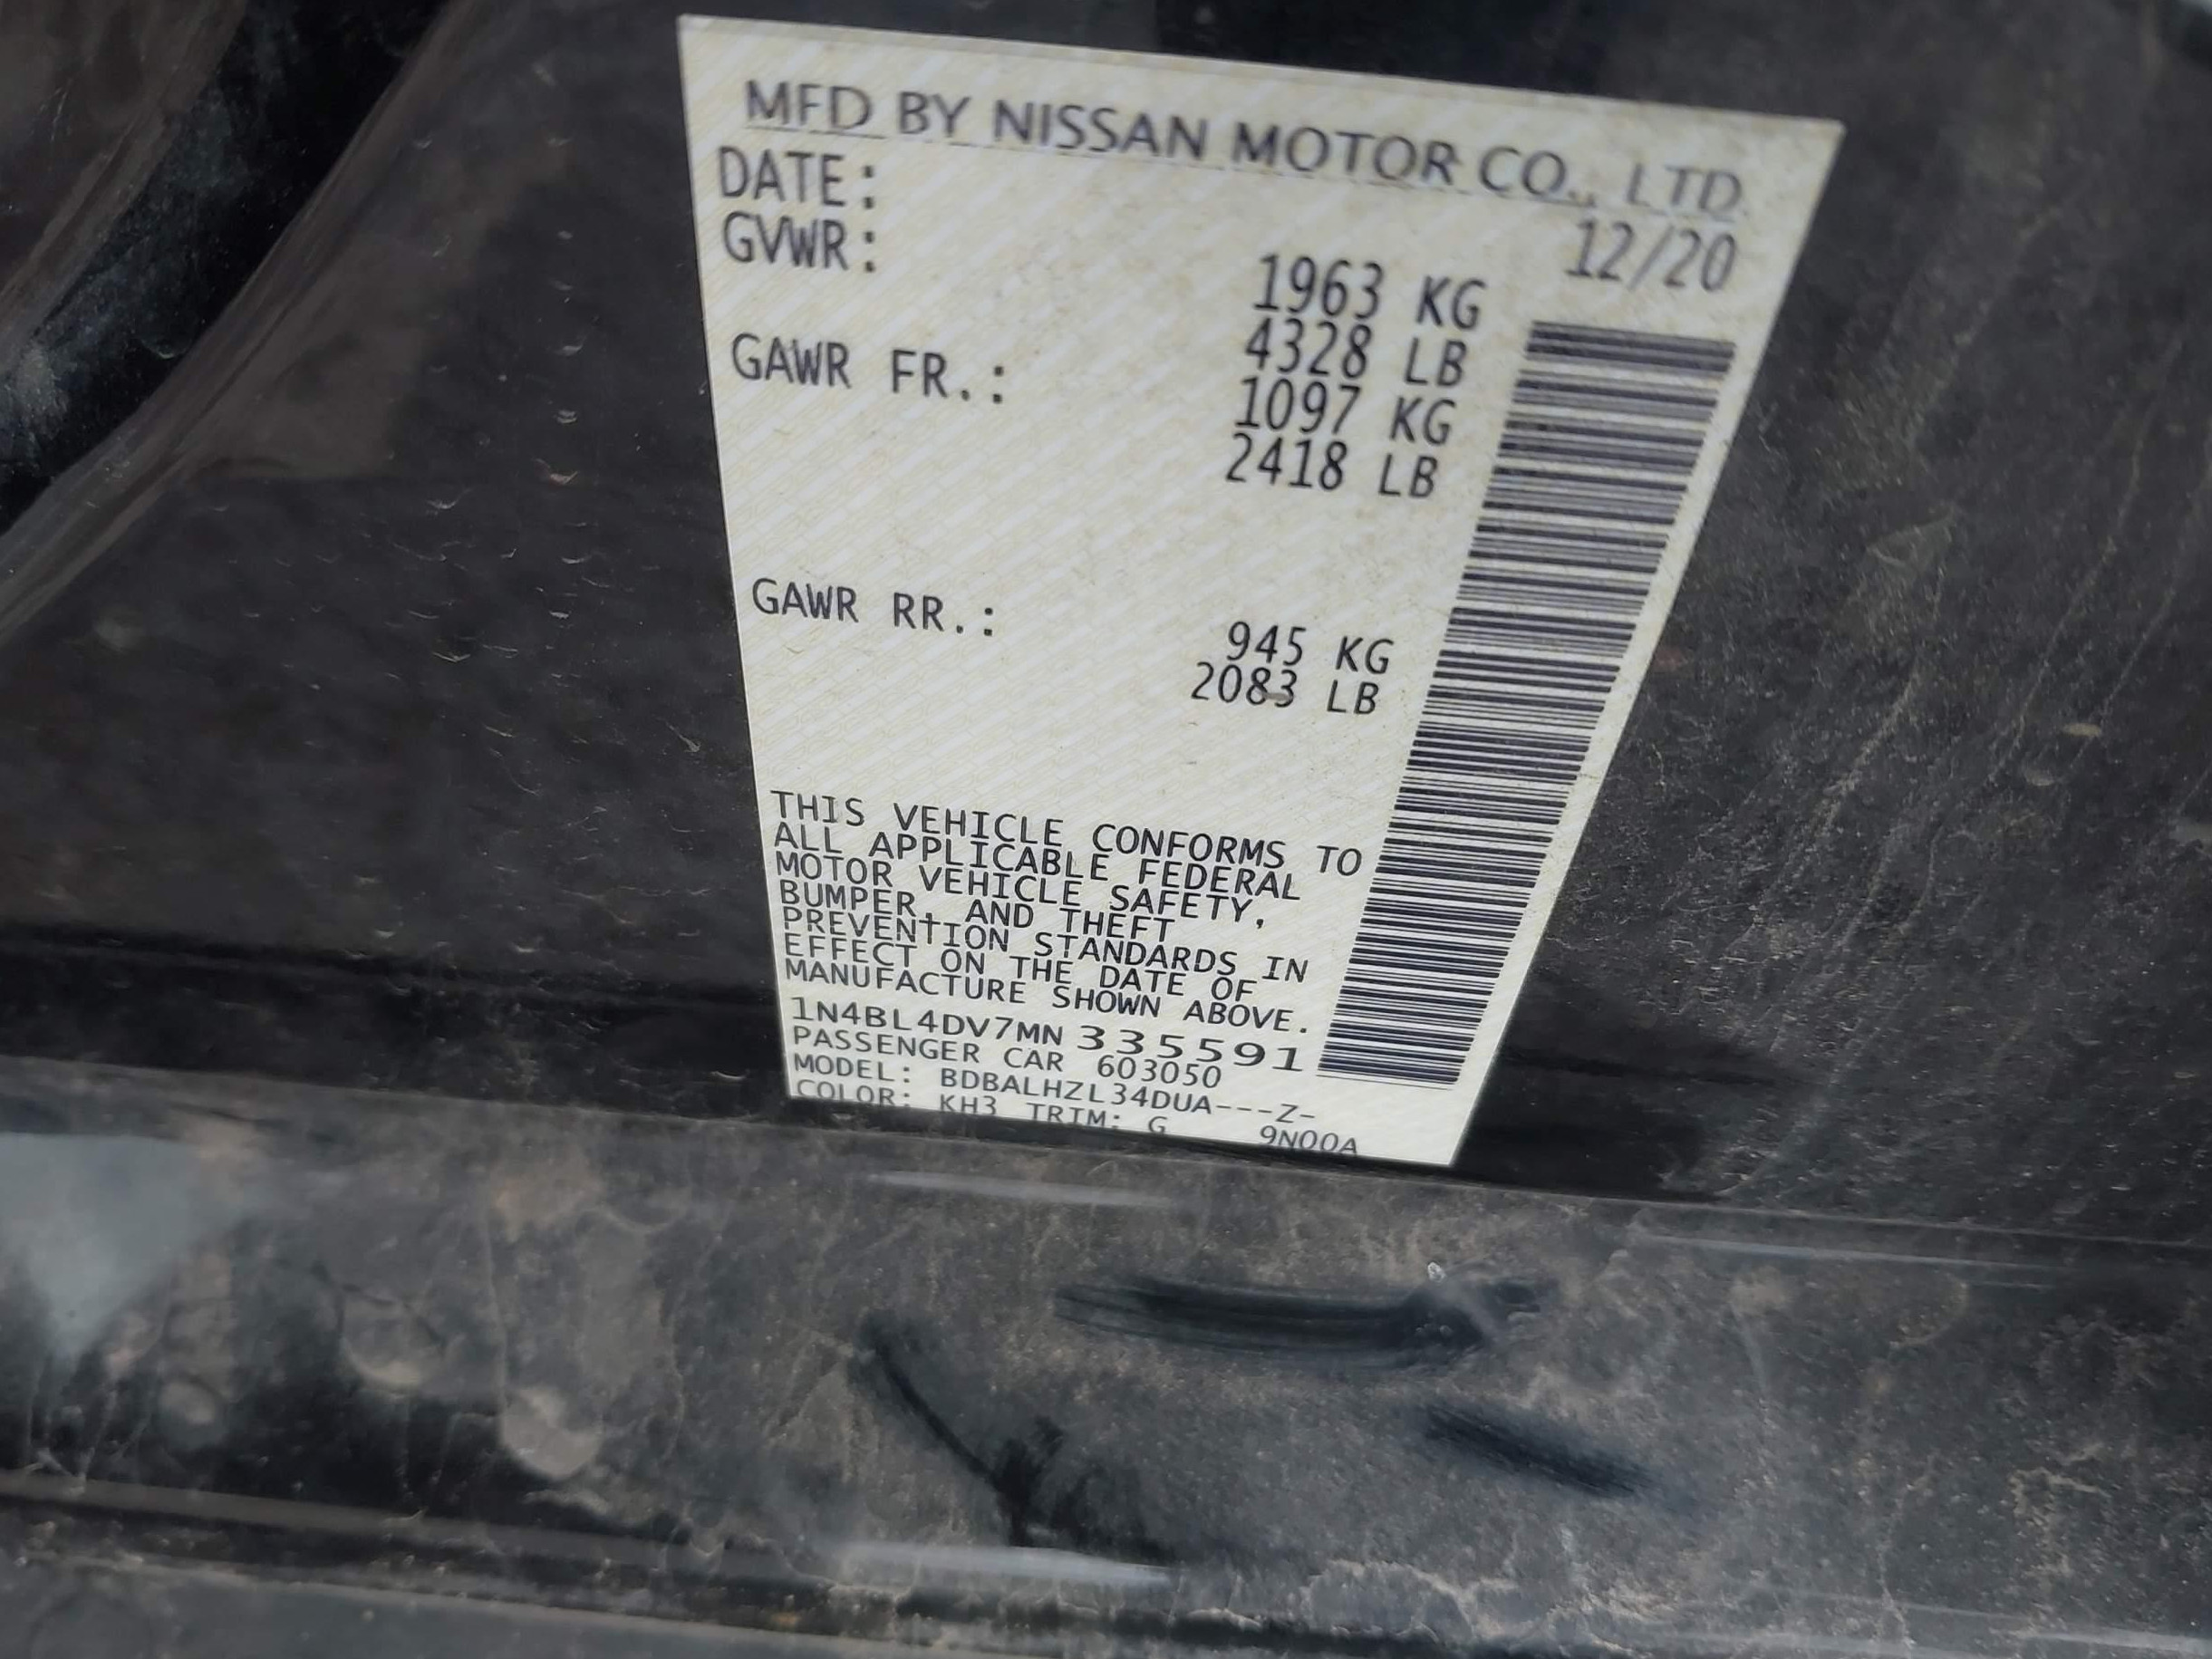 MFD BY NISSAN MOTOR CO., LTD.
DATE: 12/20
GVWR: 1963 KG
4328 LB
GAWR FR.: 1097 KG
2418 LB
GAWR RR.: 945 KG
2083 LB
THIS VEHICLE CONFORMS TO
ALL APPLICABLE FEDERAL
MOTOR VEHICLE SAFETY,
BUMPER, AND THEFT
PREVENTION STANDARDS IN
EFFECT ON THE DATE OF
MANUFACTURE SHOWN ABOVE.
1N4BL4DV7MN335591
PASSENGER CAR 603050
MODEL: BDBALHZL34DUA---Z-
COLOR: KH3 TRIM: G 9N00A